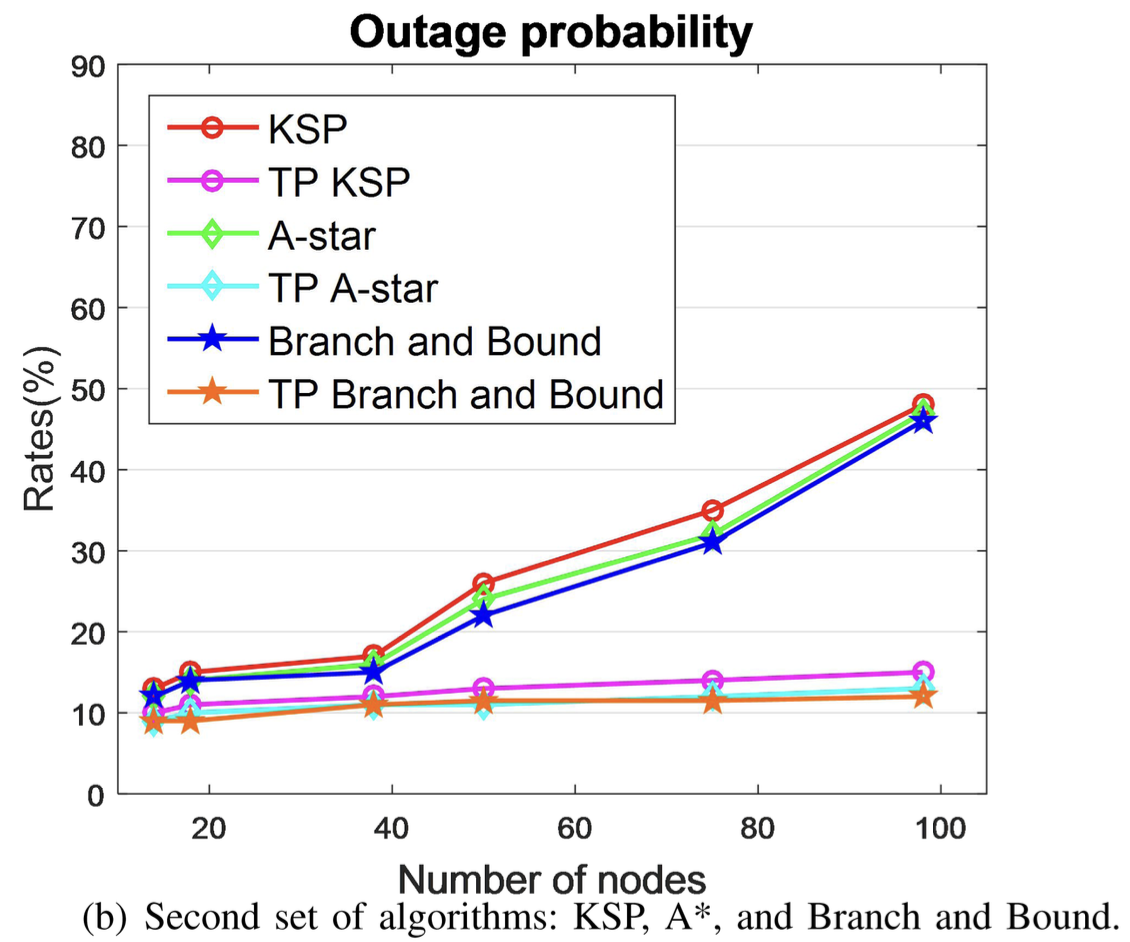 Outage probability
90
80
70
60
50
40
30
20
10
0
Rates(%)
KSP
TP KSP
A-star
TP A-star
Branch and Bound
TP Branch and Bound
20 40 60 80 100
Number of nodes
(b) Second set of algorithms: KSP, A*, and Branch and Bound.